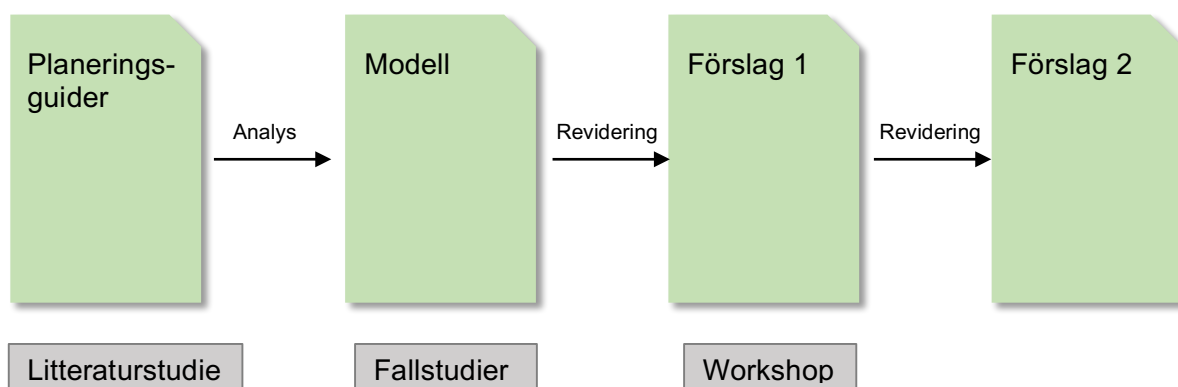 Planerings-
guider
Modell
Förslag 1
Förslag 2
Analys
Revidering
Revidering
Litteraturstudie
Fallstudier
Workshop